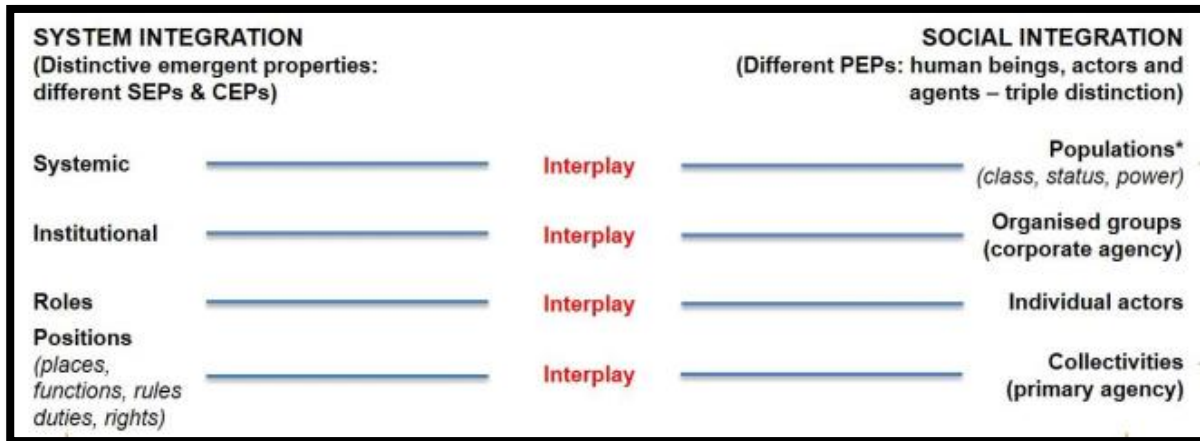 SYSTEM INTEGRATION
(Distinctive emergent properties:
different SEPs & CEPs)
SOCIAL INTEGRATION
(Different PEPs: human beings, actors and
agents – triple distinction)
Systemic
Interplay
Populations*
(class, status, power)
Institutional
Interplay
Organised groups
(corporate agency)
Roles
Interplay
Individual actors
Positions
(places,
functions, rules
duties, rights)
Interplay
Collectivities
(primary agency)